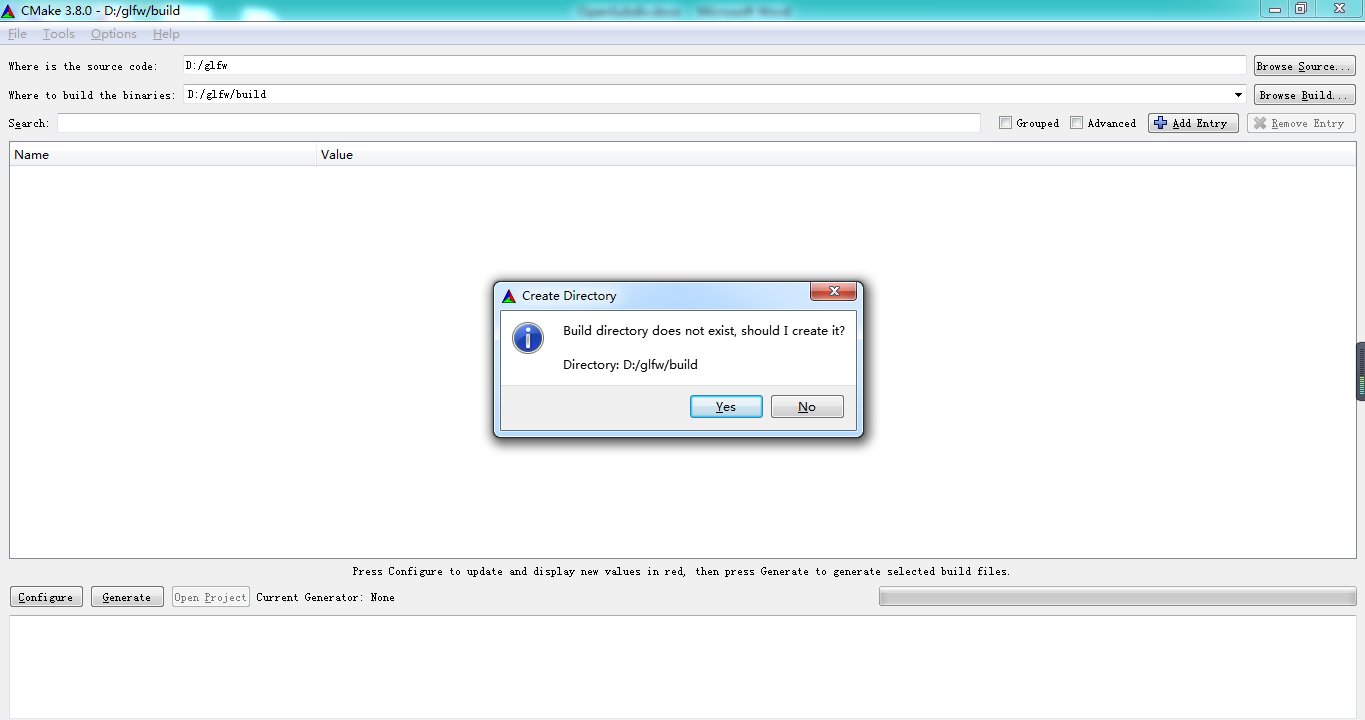 CMake 3.8.0 - D:/glfw/build
OpenSubdiv.docx - Microsoft Word
File Tools Options Help
Where is the source code: D:/glfw Browse Source...
Where to build the binaries: D:/glfw/build Browse Build...
Search: Grouped Advanced Add Entry Remove Entry
Name Value
Create Directory
Build directory does not exist, should I create it?
Directory: D:/glfw/build
Yes No
Press Configure to update and display new values in red, then press Generate to generate selected build files.
Configure Generate Open Project Current Generator: None